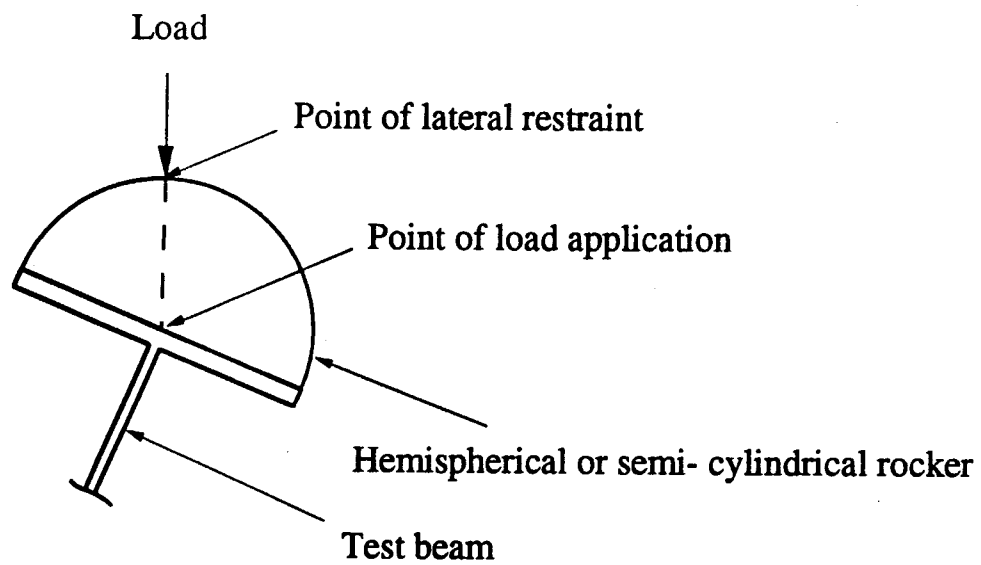 Load
Point of lateral restraint
Point of load application
Hemispherical or semi- cylindrical rocker
Test beam